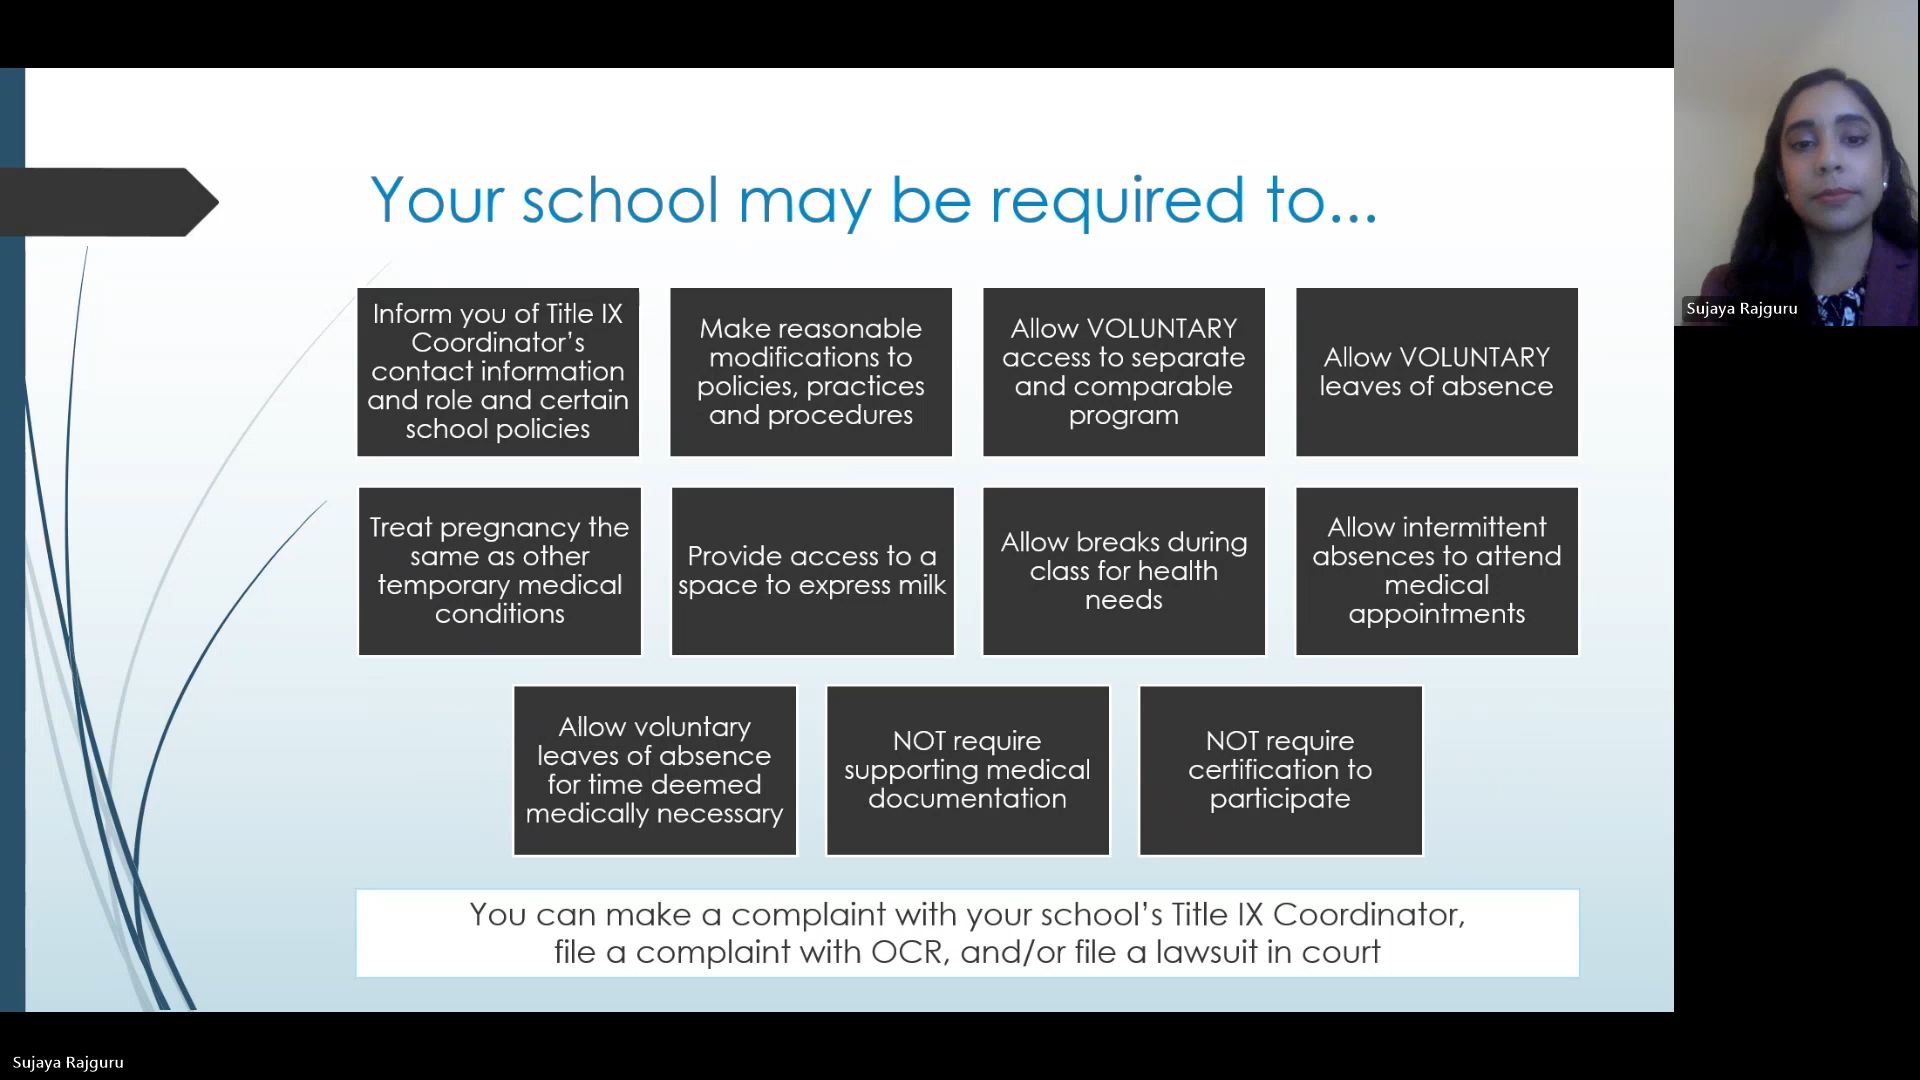 Your school may be required to...
Inform you of Title IX
Coordinator's
contact information
and role and certain
school policies
Make reasonable
modifications to
policies, practices
and procedures
Allow VOLUNTARY
access to separate
and comparable
program
Allow VOLUNTARY
leaves of absence
Treat pregnancy the
same as other
temporary medical
conditions
Provide access to a
space to express milk
Allow breaks during
class for health
needs
Allow intermittent
absences to attend
medical
appointments
Allow voluntary
leaves of absence
for time deemed
medically necessary
NOT require
supporting medical
documentation
NOT require
certification to
participate
You can make a complaint with your school's Title IX Coordinator,
file a complaint with OCR, and/or file a lawsuit in court
Sujaya Rajguru
Sujaya Rajguru